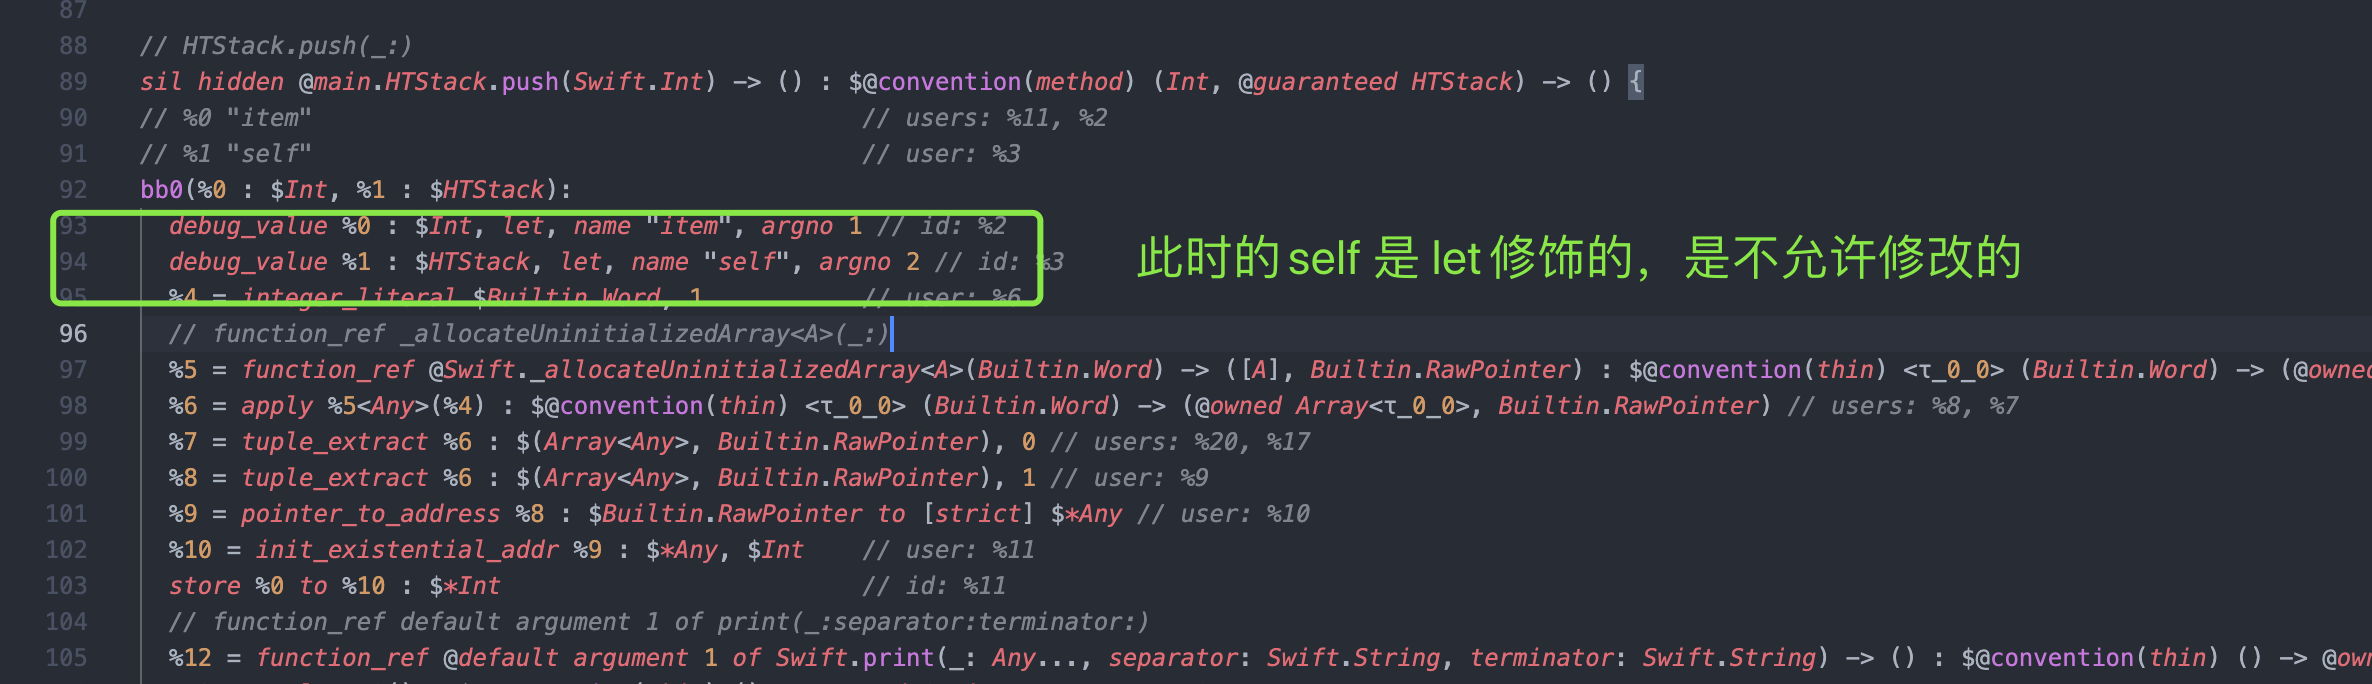 87
88 // HTStack.push(_:)
89 sil hidden @main.HTStack.push(Swift.Int) -> () : $@convention(method) (Int, @guaranteed HTStack) -> () {
90 // %0 "item" // users: %11, %2
91 // %1 "self" // user: %3
92 bb0(%0 : $Int, %1 : $HTStack):
93 debug_value %0 : $Int, let, name "item", argno 1 // id: %2
94 debug_value %1 : $HTStack, let, name "self", argno 2 // id: %3
此时的self 是 let修饰的，是不允许修改的
95 %4 = integer_literal $Builtin.Word, 1 // user: %6
96 // function_ref _allocateUninitializedArray<A>(_:)
97 %5 = function_ref @Swift._allocateUninitializedArray<A>(Builtin.Word) -> ([A], Builtin.RawPointer) : $@convention(thin) <τ_0_0> (Builtin.Word) -> (@owned
98 %6 = apply %5<Any>(%4) : $@convention(thin) <τ_0_0> (Builtin.Word) -> (@owned Array<τ_0_0>, Builtin.RawPointer) // users: %8, %7
99 %7 = tuple_extract %6 : $(Array<Any>, Builtin.RawPointer), 0 // users: %20, %17
100 %8 = tuple_extract %6 : $(Array<Any>, Builtin.RawPointer), 1 // user: %9
101 %9 = pointer_to_address %8 : $Builtin.RawPointer to [strict] $*Any // user: %10
102 %10 = init_existential_addr %9 : $*Any, $Int // user: %11
103 store %0 to %10 : $*Int // id: %11
104 // function_ref default argument 1 of print(_:separator:terminator:)
105 %12 = function_ref @default argument 1 of Swift.print(_: Any..., separator: Swift.String, terminator: Swift.String) -> () : $@convention(thin) () -> @own